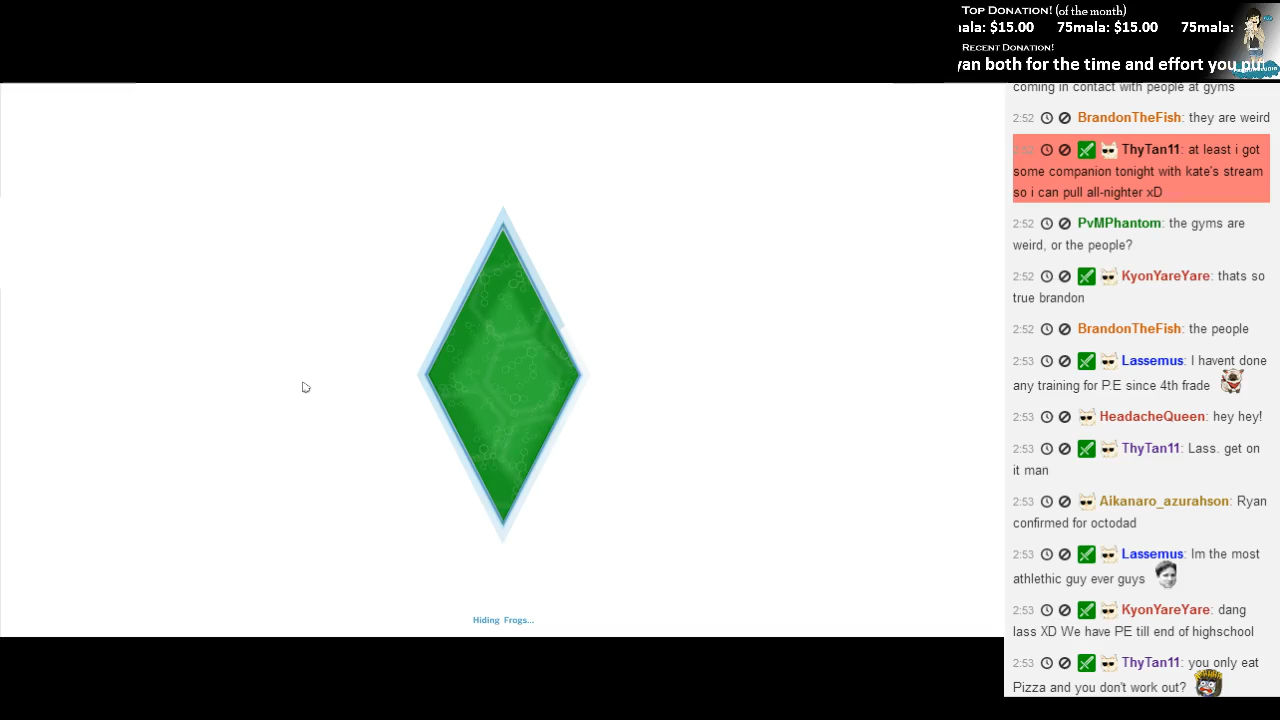 TOP DONATION! (of the month)
mala: $15.00 75mala: $15.00 75mala:
RECENT DONATION!
yan both for the time and effort you put
coming in contact with people at gyms
2:52 BrandonTheFish: they are weird
2:52 ThyTan11: at least i got
some companion tonight with kate's stream
so i can pull all-nighter xD
2:52 PvMPhantom: the gyms are
weird, or the people?
2:52 KyonYareYare: thats so
true brandon
2:52 BrandonTheFish: the people
2:53 Lassemus: I havent done
any training for P.E since 4th frade
2:53 HeadacheQueen: hey hey!
2:53 ThyTan11: Lass. get on
it man
2:53 Aikanaro_azurahson: Ryan
confirmed for octodad
2:53 Lassemus: Im the most
athlethic guy ever guys
2:53 KyonYareYare: dang
lass XD We have PE till end of highschool
2:53 ThyTan11: you only eat
Pizza and you don't work out?
Hiding Frogs...